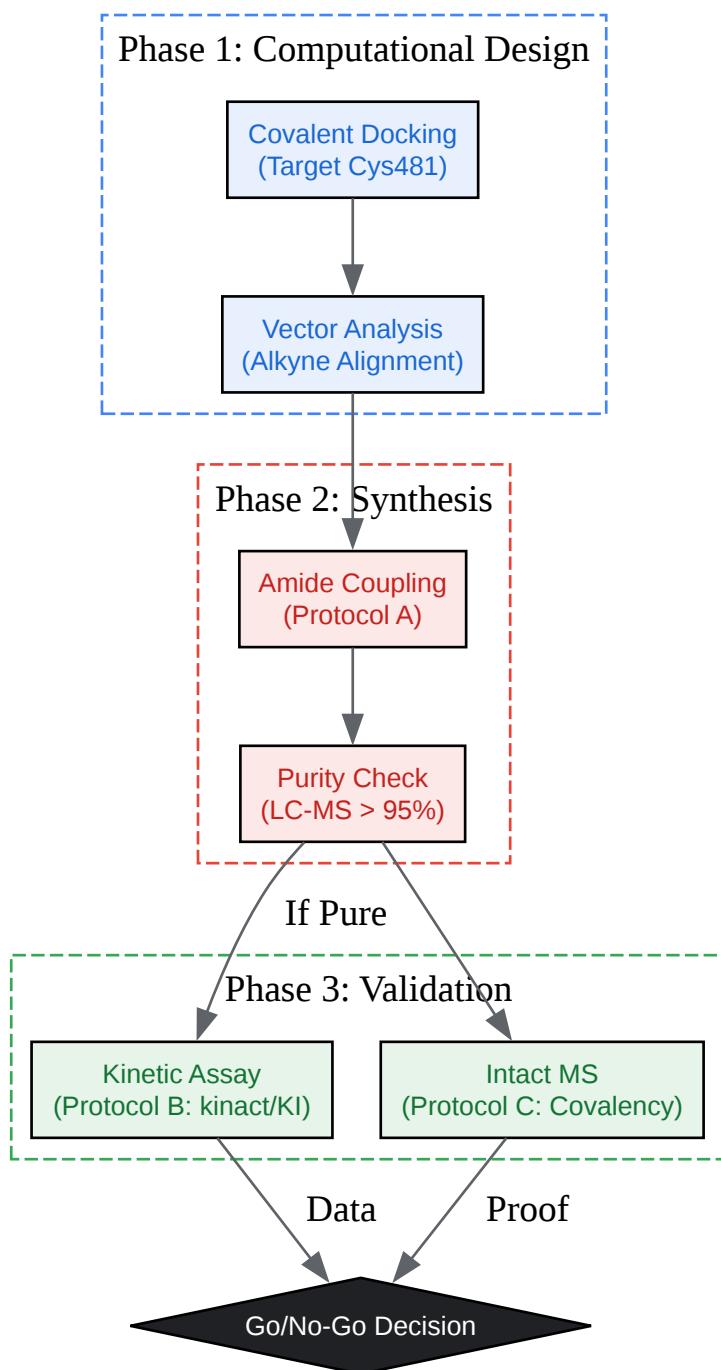 Phase 1: Computational Design
Covalent Docking
(Target Cys481)
Vector Analysis
(Alkyne Alignment)
Phase 2: Synthesis
Amide Coupling
(Protocol A)
Purity Check
(LC-MS > 95%)
If Pure
Phase 3: Validation
Kinetic Assay
(Protocol B: kinact/KI)
Intact MS
(Protocol C: Covalency)
Data
Proof
Go/No-Go Decision